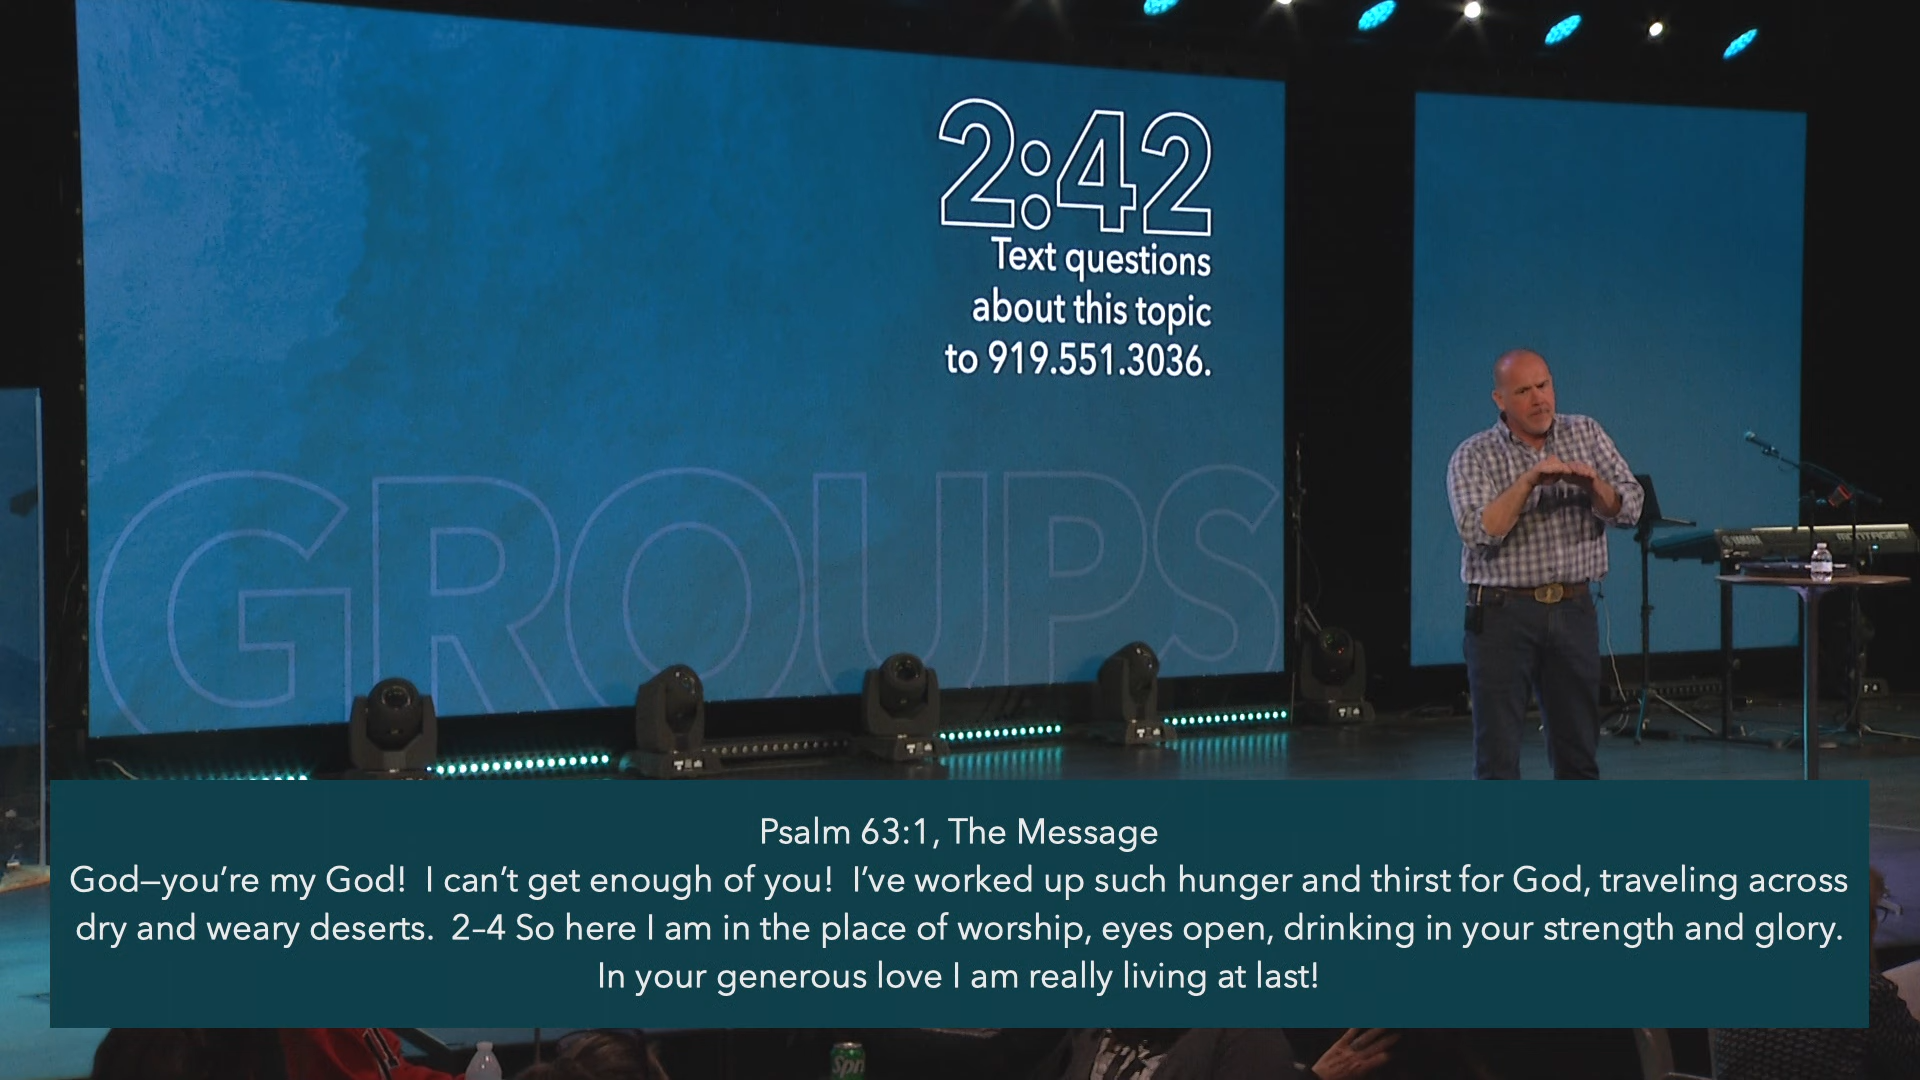 2:42
Text questions
about this topic
to 919.551.3036.
GROUPS
YAMAHA
MONTAGE
Psalm 63:1, The Message
God—you’re my God!  I can’t get enough of you!  I’ve worked up such hunger and thirst for God, traveling across
dry and weary deserts.  2–4 So here I am in the place of worship, eyes open, drinking in your strength and glory.
In your generous love I am really living at last!